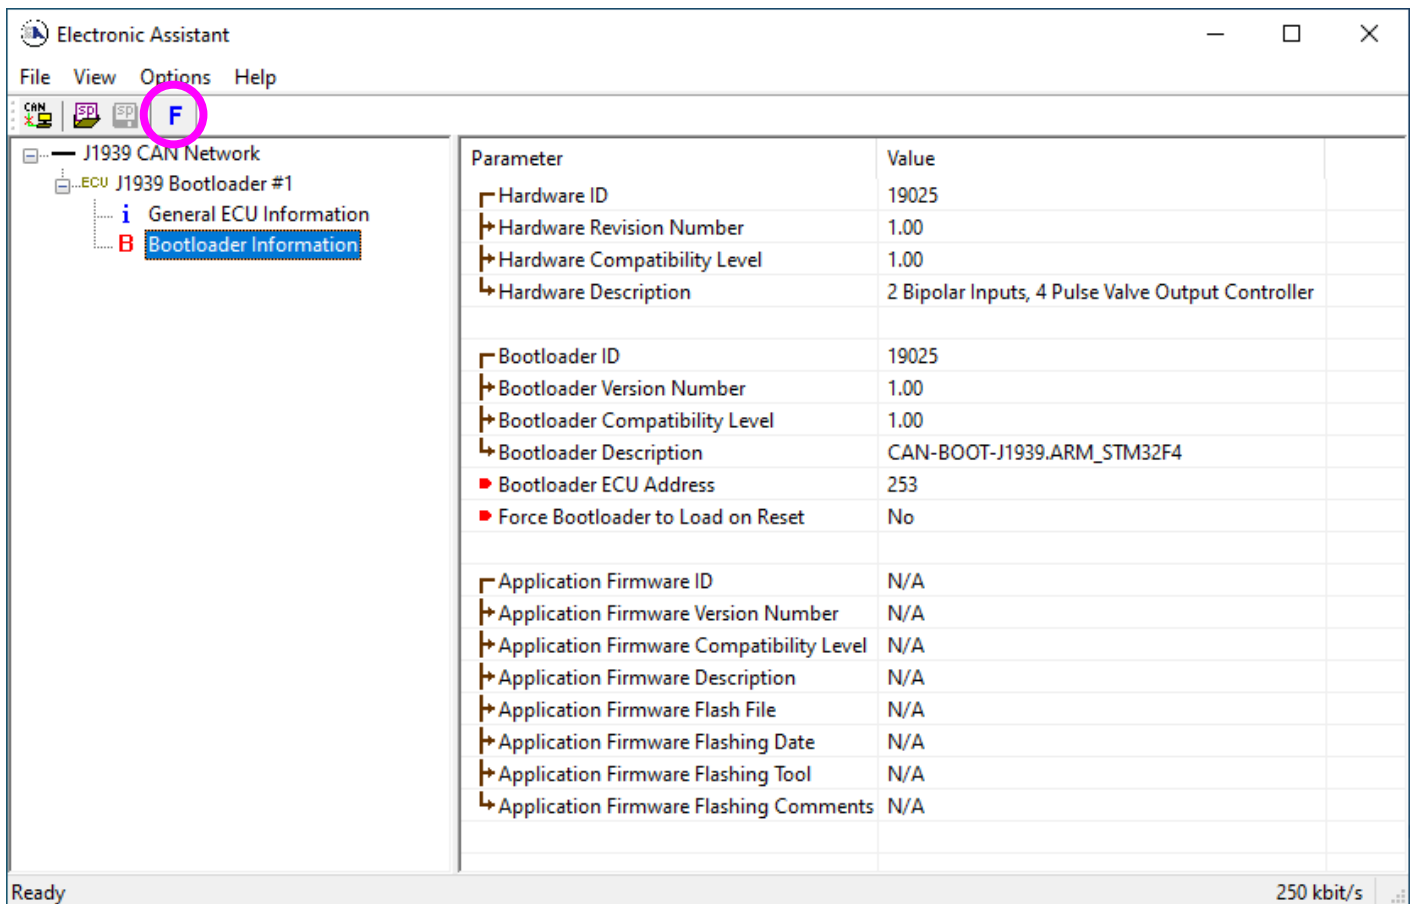 Electronic Assistant
File View Options Help
CAN SP SP F
J1939 CAN Network
ECU J1939 Bootloader #1
i General ECU Information
B Bootloader Information
Parameter Value
Hardware ID 19025
Hardware Revision Number 1.00
Hardware Compatibility Level 1.00
Hardware Description 2 Bipolar Inputs, 4 Pulse Valve Output Controller
Bootloader ID 19025
Bootloader Version Number 1.00
Bootloader Compatibility Level 1.00
Bootloader Description CAN-BOOT-J1939.ARM_STM32F4
Bootloader ECU Address 253
Force Bootloader to Load on Reset No
Application Firmware ID N/A
Application Firmware Version Number N/A
Application Firmware Compatibility Level N/A
Application Firmware Description N/A
Application Firmware Flash File N/A
Application Firmware Flashing Date N/A
Application Firmware Flashing Tool N/A
Application Firmware Flashing Comments N/A
Ready 250 kbit/s